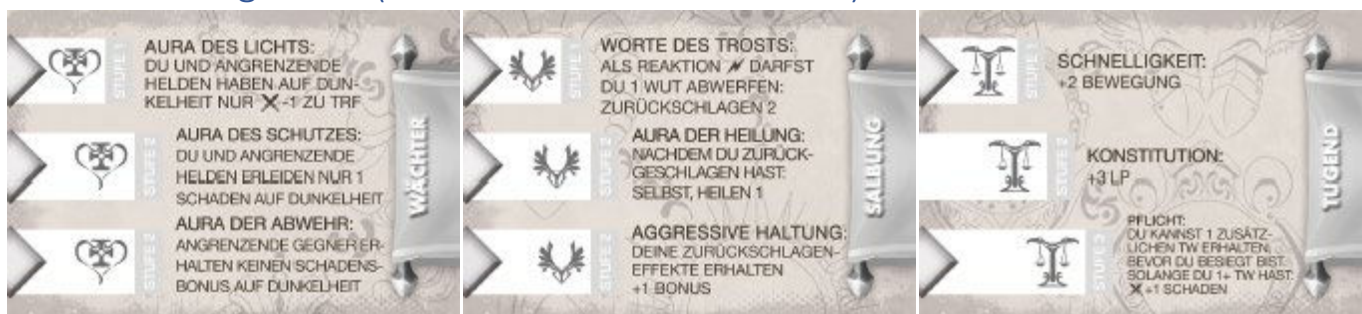 STUFE 1
AURA DES LICHTS:
DU UND ANGRENZENDE
HELDEN HABEN AUF DUN-
KELHEIT NUR -1 ZU TRF
STUFE 2
AURA DES SCHUTZES:
DU UND ANGRENZENDE
HELDEN ERLEIDEN NUR 1
SCHADEN AUF DUNKELHEIT
STUFE 2
AURA DER ABWEHR:
ANGRENZENDE GEGNER ER-
HALTEN KEINEN SCHADENS-
BONUS AUF DUNKELHEIT
WÄCHTER
STUFE 1
WORTE DES TROSTS:
ALS REAKTION DARFST
DU 1 WUT ABWERFEN:
ZURÜCKSCHLAGEN 2
STUFE 2
AURA DER HEILUNG:
NACHDEM DU ZURÜCK-
GESCHLAGEN HAST:
SELBST, HEILEN 1
STUFE 2
AGGRESSIVE HALTUNG:
DEINE ZURÜCKSCHLAGEN-
EFFEKTE ERHALTEN
+1 BONUS
SALBUNG
STUFE 1
SCHNELLIGKEIT:
+2 BEWEGUNG
STUFE 2
KONSTITUTION:
+3 LP
STUFE 2
PFLICHT:
DU KANNST 1 ZUSÄTZ-
LICHEN TW ERHALTEN,
BEVOR DU BESIEGT BIST.
SOLANGE DU 1+ TW HAST:
+1 SCHADEN
TUGEND